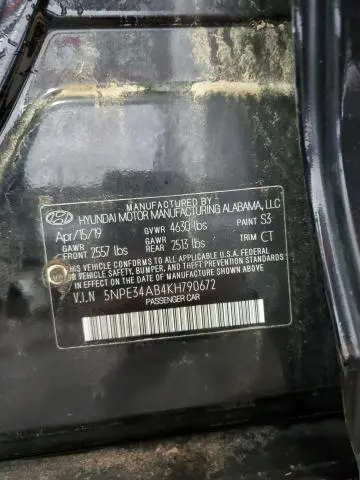 MANUFACTURED BY
HYUNDAI MOTOR MANUFACTURING ALABAMA, LLC
Apr/15/19 GVWR 4630 lbs PAINT S3
GAWR FRONT 2557 lbs GAWR REAR 2513 lbs TRIM CT
THIS VEHICLE CONFORMS TO ALL APPLICABLE U.S.A FEDERAL
VEHICLE SAFETY, BUMPER, AND THEFT PREVENTION STANDARDS
IN EFFECT ON THE DATE OF MANUFACTURE SHOWN ABOVE.
V.I.N 5NPE34AB4KH790672
PASSENGER CAR